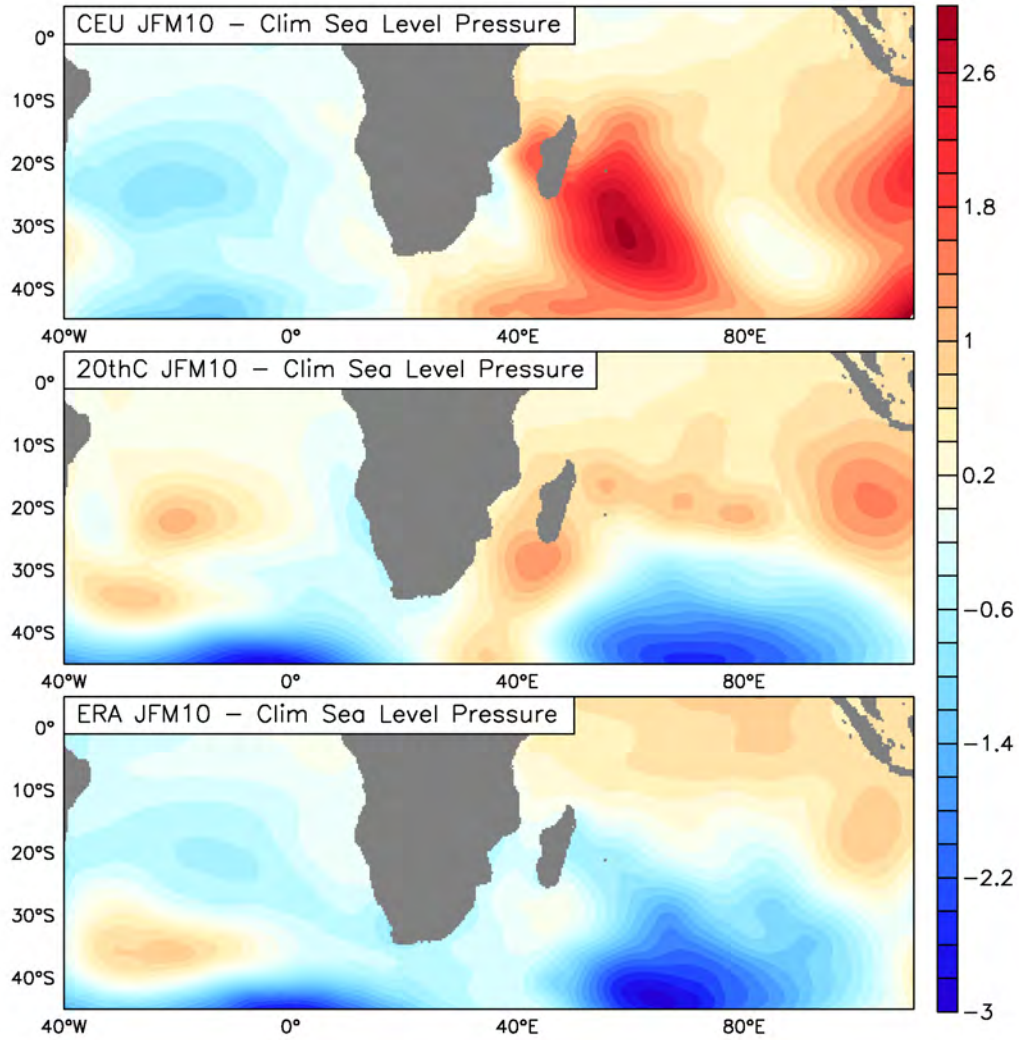 CEU JFM10 – Clim Sea Level Pressure
0°
10°S
20°S
30°S
40°S
40°W 0° 40°E 80°E
20thC JFM10 – Clim Sea Level Pressure
0°
10°S
20°S
30°S
40°S
40°W 0° 40°E 80°E
ERA JFM10 – Clim Sea Level Pressure
0°
10°S
20°S
30°S
40°S
40°W 0° 40°E 80°E
2.6
1.8
1
0.2
−0.6
−1.4
−2.2
−3